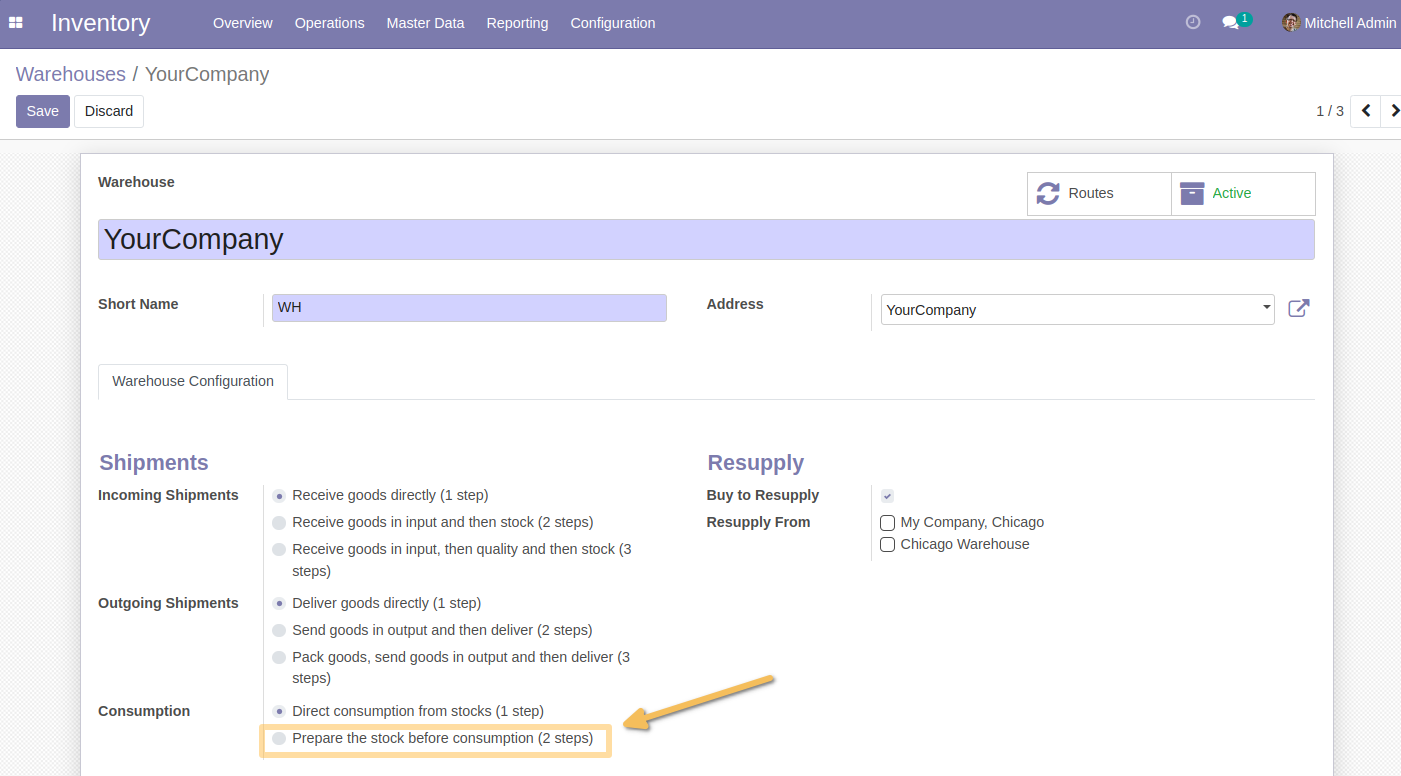 Inventory Overview Operations Master Data Reporting Configuration 1 Mitchell Admin
Warehouses / YourCompany
Save Discard 1 / 3
Warehouse
Routes Active
YourCompany
Short Name WH Address YourCompany
Warehouse Configuration
Shipments Resupply
Incoming Shipments Receive goods directly (1 step) Buy to Resupply
Receive goods in input and then stock (2 steps) Resupply From My Company, Chicago
Chicago Warehouse
Receive goods in input, then quality and then stock (3
steps)
Outgoing Shipments Deliver goods directly (1 step)
Send goods in output and then deliver (2 steps)
Pack goods, send goods in output and then deliver (3
steps)
Consumption Direct consumption from stocks (1 step)
Prepare the stock before consumption (2 steps)